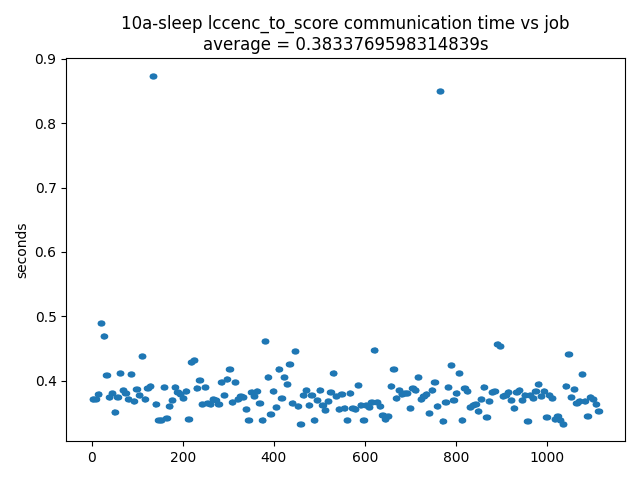 10a-sleep lccenc_to_score communication time vs job
average = 0.3833769598314839s
0.9
0.8
0.7
0.6
0.5
0.4
seconds
0 200 400 600 800 1000